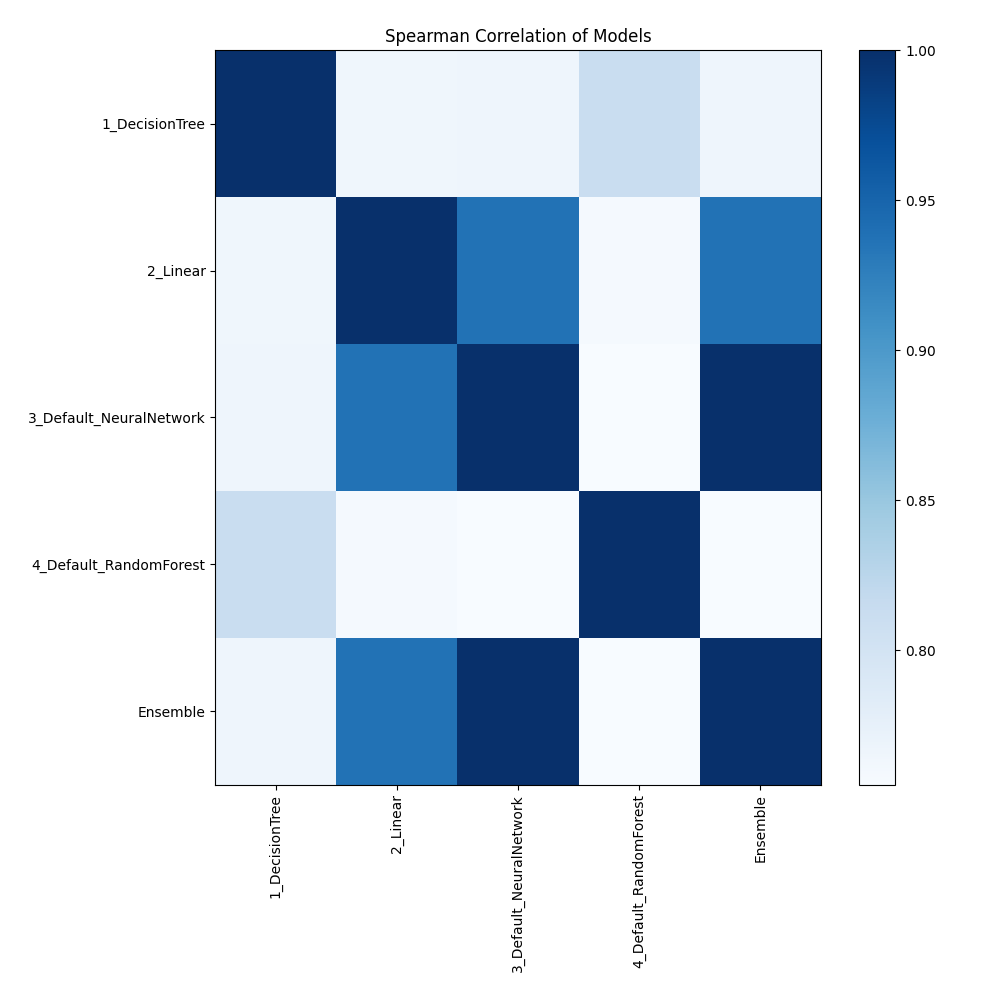 Spearman Correlation of Models
1_DecisionTree
2_Linear
3_Default_NeuralNetwork
4_Default_RandomForest
Ensemble
1_DecisionTree
2_Linear
3_Default_NeuralNetwork
4_Default_RandomForest
Ensemble
1.00
0.95
0.90
0.85
0.80